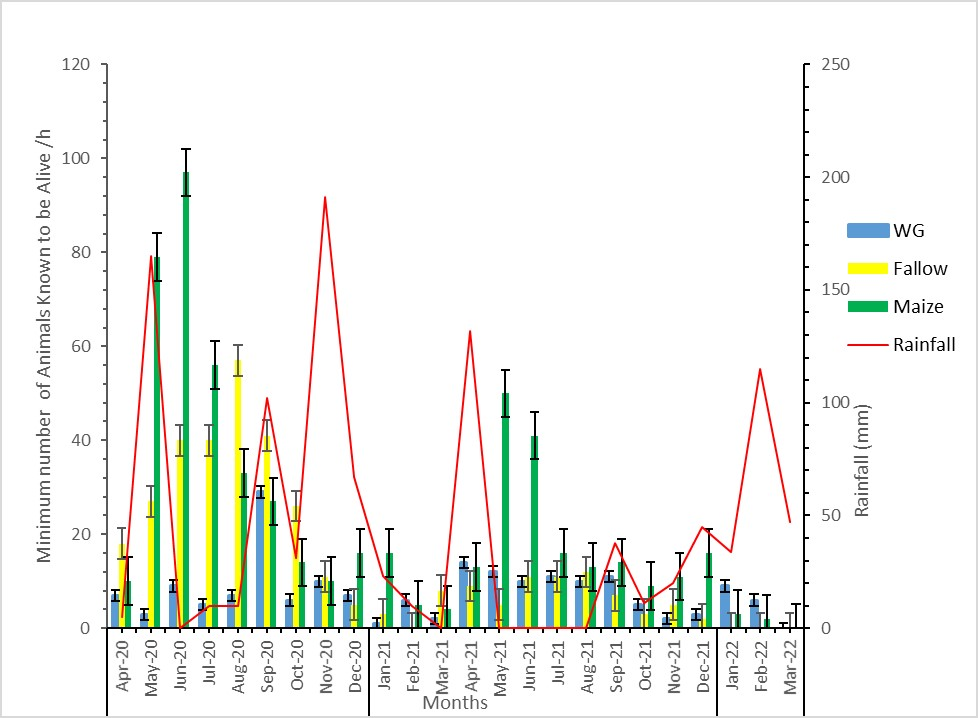 120
100
80
60
40
20
0
Minimum number of Animals Known to be Alive /h
250
200
150
100
50
0
Rainfall (mm)
WG
Fallow
Maize
Rainfall
Apr-20
May-20
Jun-20
Jul-20
Aug-20
Sep-20
Oct-20
Nov-20
Dec-20
Jan-21
Feb-21
Mar-21
Apr-21
May-21
Jun-21
Jul-21
Aug-21
Sep-21
Oct-21
Nov-21
Dec-21
Jan-22
Feb-22
Mar-22
Months